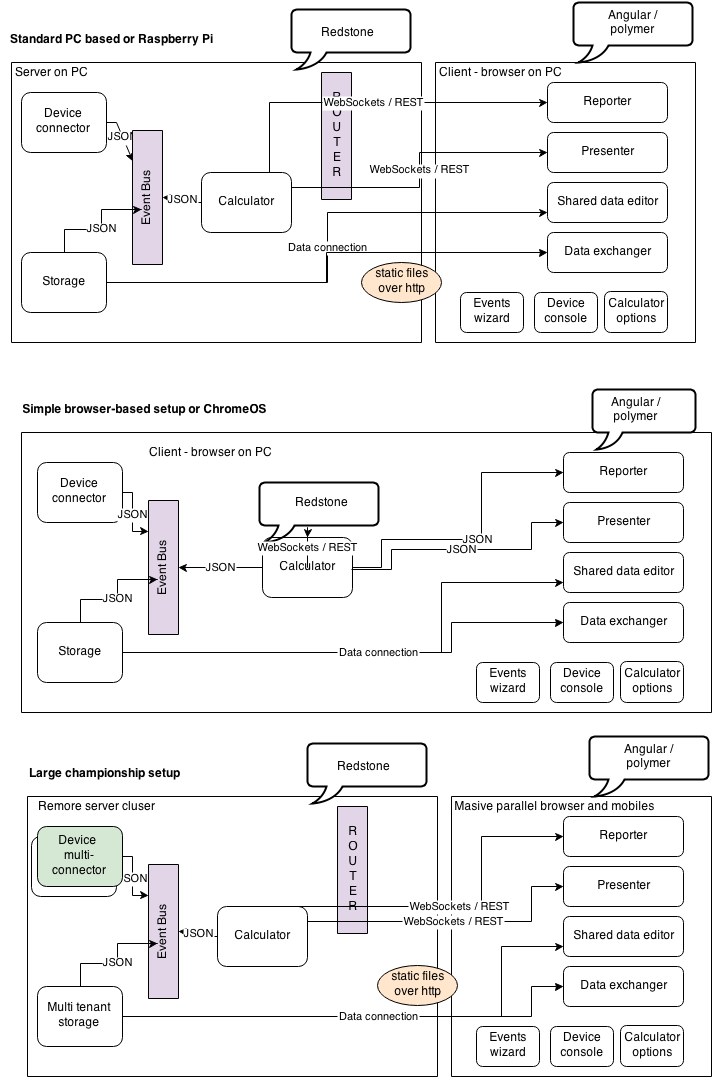 Standard PC based or Raspberry Pi
Redstone
Angular /
polymer
Server on PC
Client - browser on PC
Device
connector
JSON
Event Bus
ROUTER
WebSockets / REST
Reporter
WebSockets / REST
Presenter
JSON
Calculator
Shared data editor
JSON
Data connection
Data exchanger
Storage
static files
over http
Events
wizard
Device
console
Calculator
options
Simple browser-based setup or ChromeOS
Angular /
polymer
Client - browser on PC
Device
connector
JSON
Event Bus
Redstone
WebSockets / REST
Calculator
JSON
JSON
JSON
Reporter
Presenter
Shared data editor
JSON
Data exchanger
Storage
Data connection
Events
wizard
Device
console
Calculator
options
Large championship setup
Redstone
Angular /
polymer
Remore server cluser
Masive parallel browser and mobiles
Device
multi-
connector
SON
Event Bus
ROUTER
Reporter
Presenter
WebSockets / REST
WebSockets / REST
JSON
Calculator
Shared data editor
JSON
static files
over http
Data exchanger
Multi tenant
storage
Data connection
Events
wizard
Device
console
Calculator
options